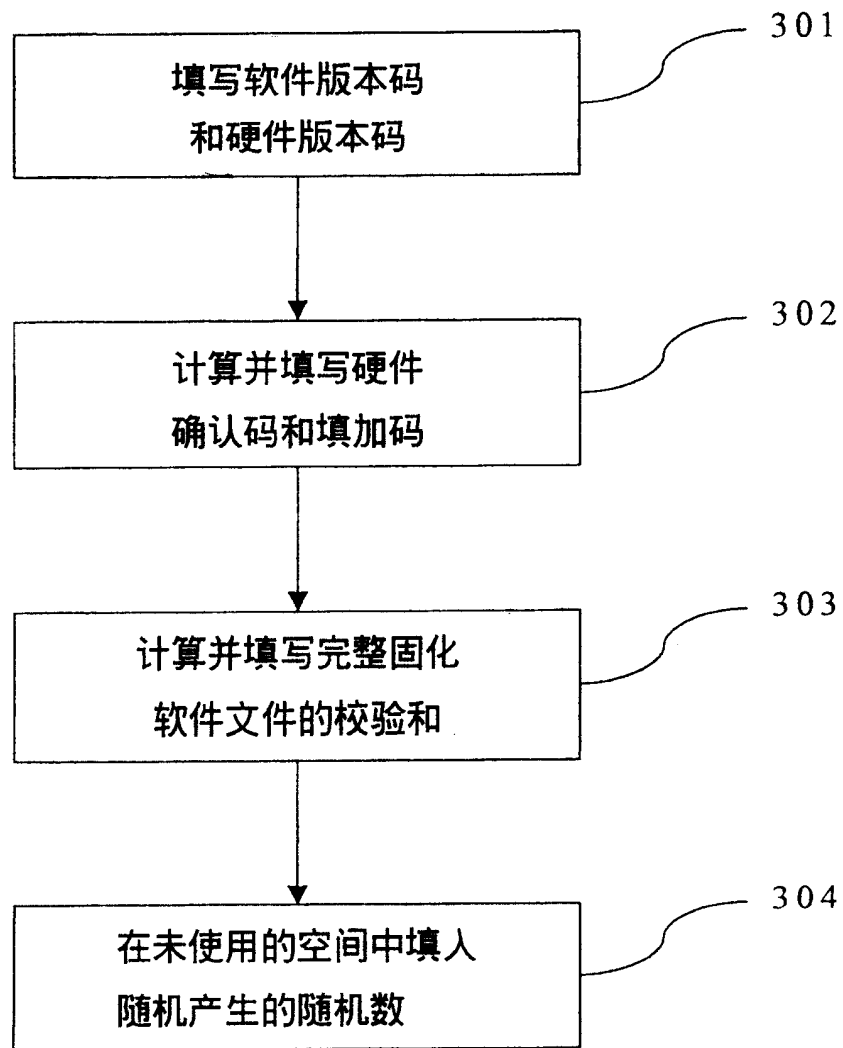 301
填写软件版本码
和硬件版本码
302
计算并填写硬件
确认码和填加码
303
计算并填写完整固化
软件文件的校验和
304
在未使用的空间中填入
随机产生的随机数